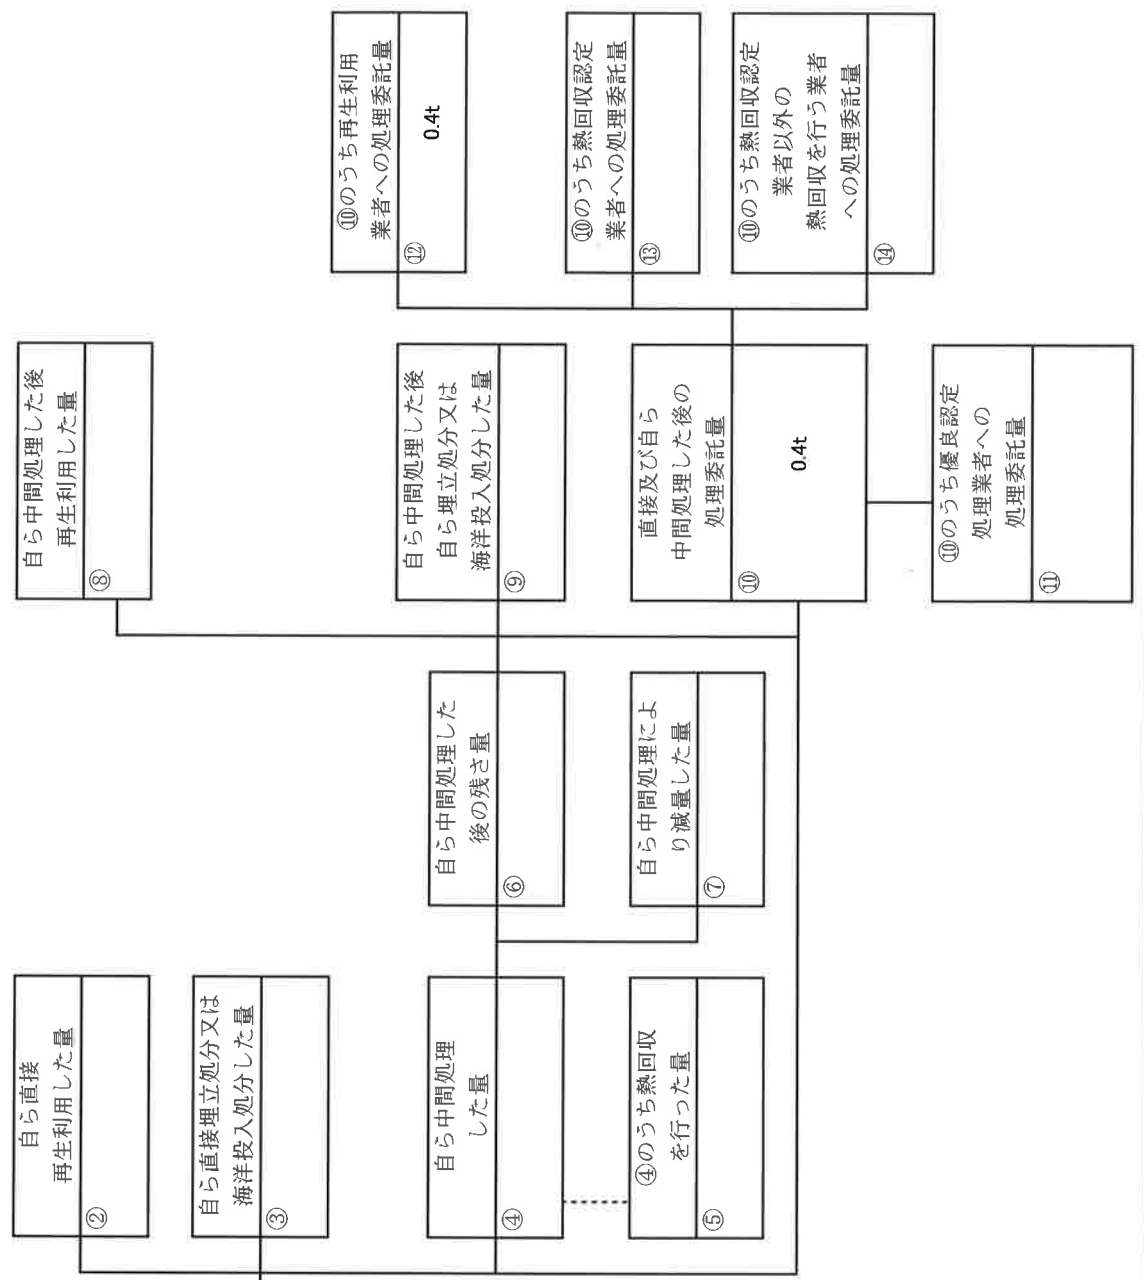 自ら直接
再生利用した量
②
自ら直接埋立処分又は
海洋投入処分した量
③
自ら中間処理
した量
④
④のうち熱回収
を行った量
⑤
自ら中間処理した
後の残さ量
⑥
自ら中間処理によ
り減量した量
⑦
自ら中間処理した後
再生利用した量
⑧
自ら中間処理した後
自ら埋立処分又は
海洋投入処分した量
⑨
直接及び自ら
中間処理した後の
処理委託量
⑩
0.4t
⑩のうち優良認定
処理業者への
処理委託量
⑪
⑩のうち再生利用
業者への処理委託量
⑫
0.4t
⑩のうち熱回収認定
業者への処理委託量
⑬
⑩のうち熱回収認定
業者以外の
熱回収を行う業者
への処理委託量
⑭